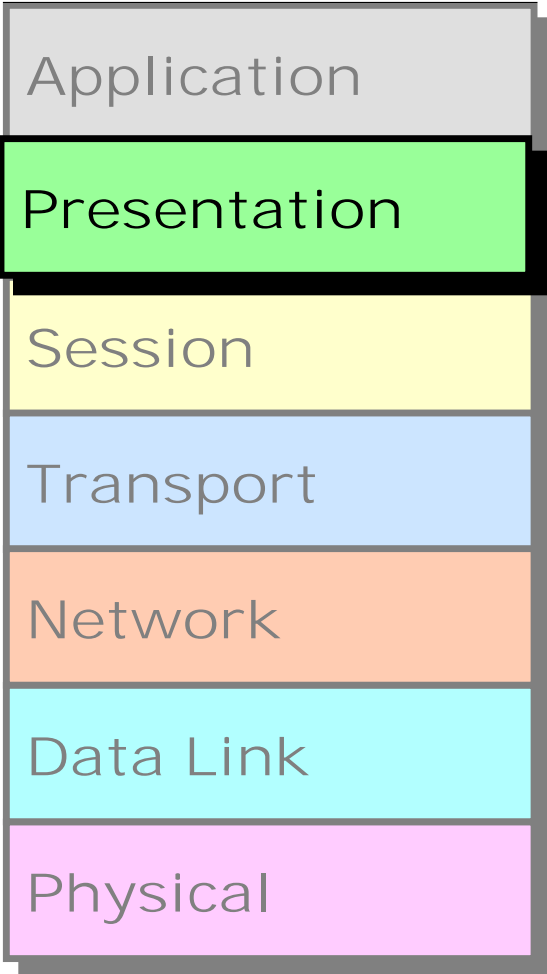 Application
Presentation
Session
Transport
Network
Data Link
Physical